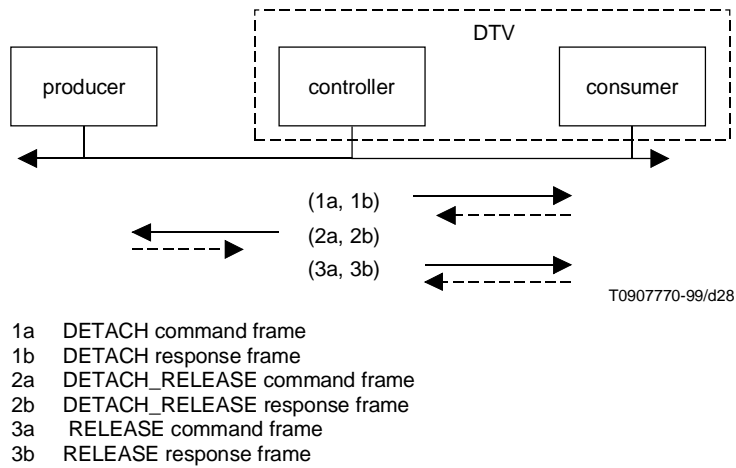 DTV
producer
controller
consumer
(1a, 1b)
(2a, 2b)
(3a, 3b)
T0907770-99/d28
1a DETACH command frame
1b DETACH response frame
2a DETACH_RELEASE command frame
2b DETACH_RELEASE response frame
3a RELEASE command frame
3b RELEASE response frame